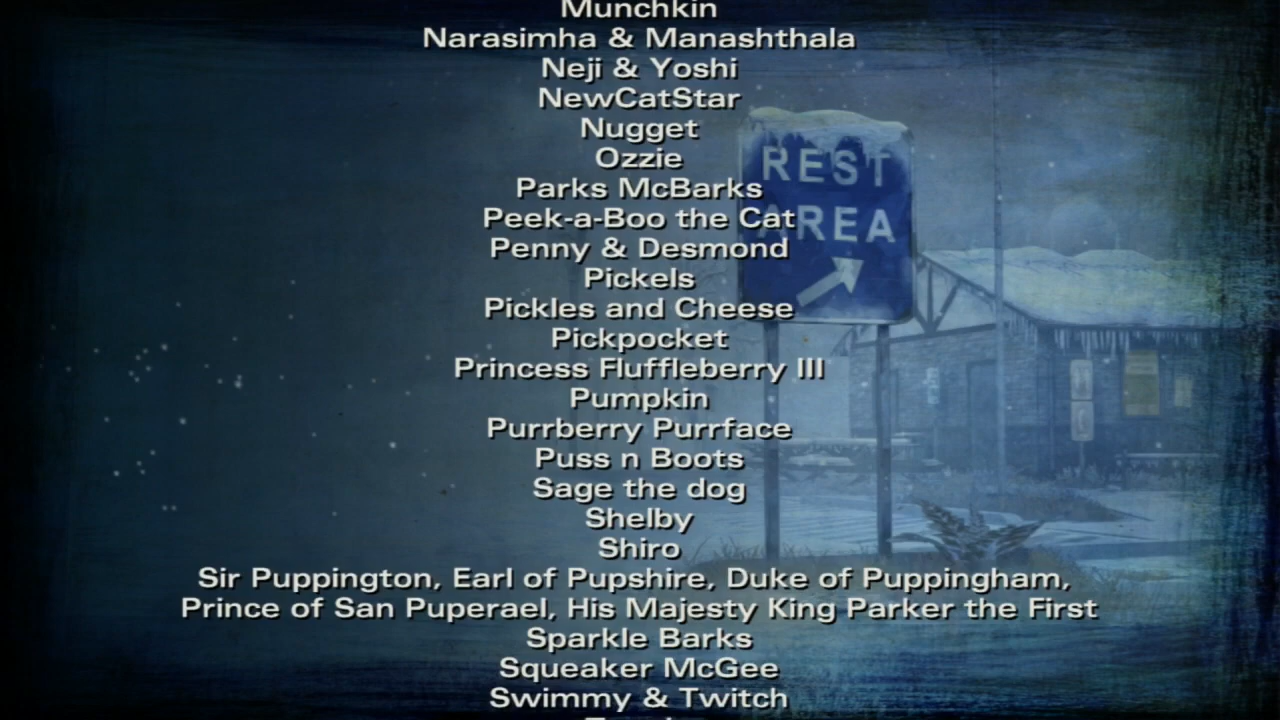 Munchkin
Narasimha & Manashthala
Neji & Yoshi
NewCatStar
Nugget
Ozzie
Parks McBarks
Peek-a-Boo the Cat
Penny & Desmond
Pickels
Pickles and Cheese
Pickpocket
Princess Fluffleberry III
Pumpkin
Purrberry Purrface
Puss n Boots
Sage the dog
Shelby
Shiro
Sir Puppington, Earl of Pupshire, Duke of Puppingham,
Prince of San Puperael, His Majesty King Parker the First
Sparkle Barks
Squeaker McGee
Swimmy & Twitch
REST
AREA